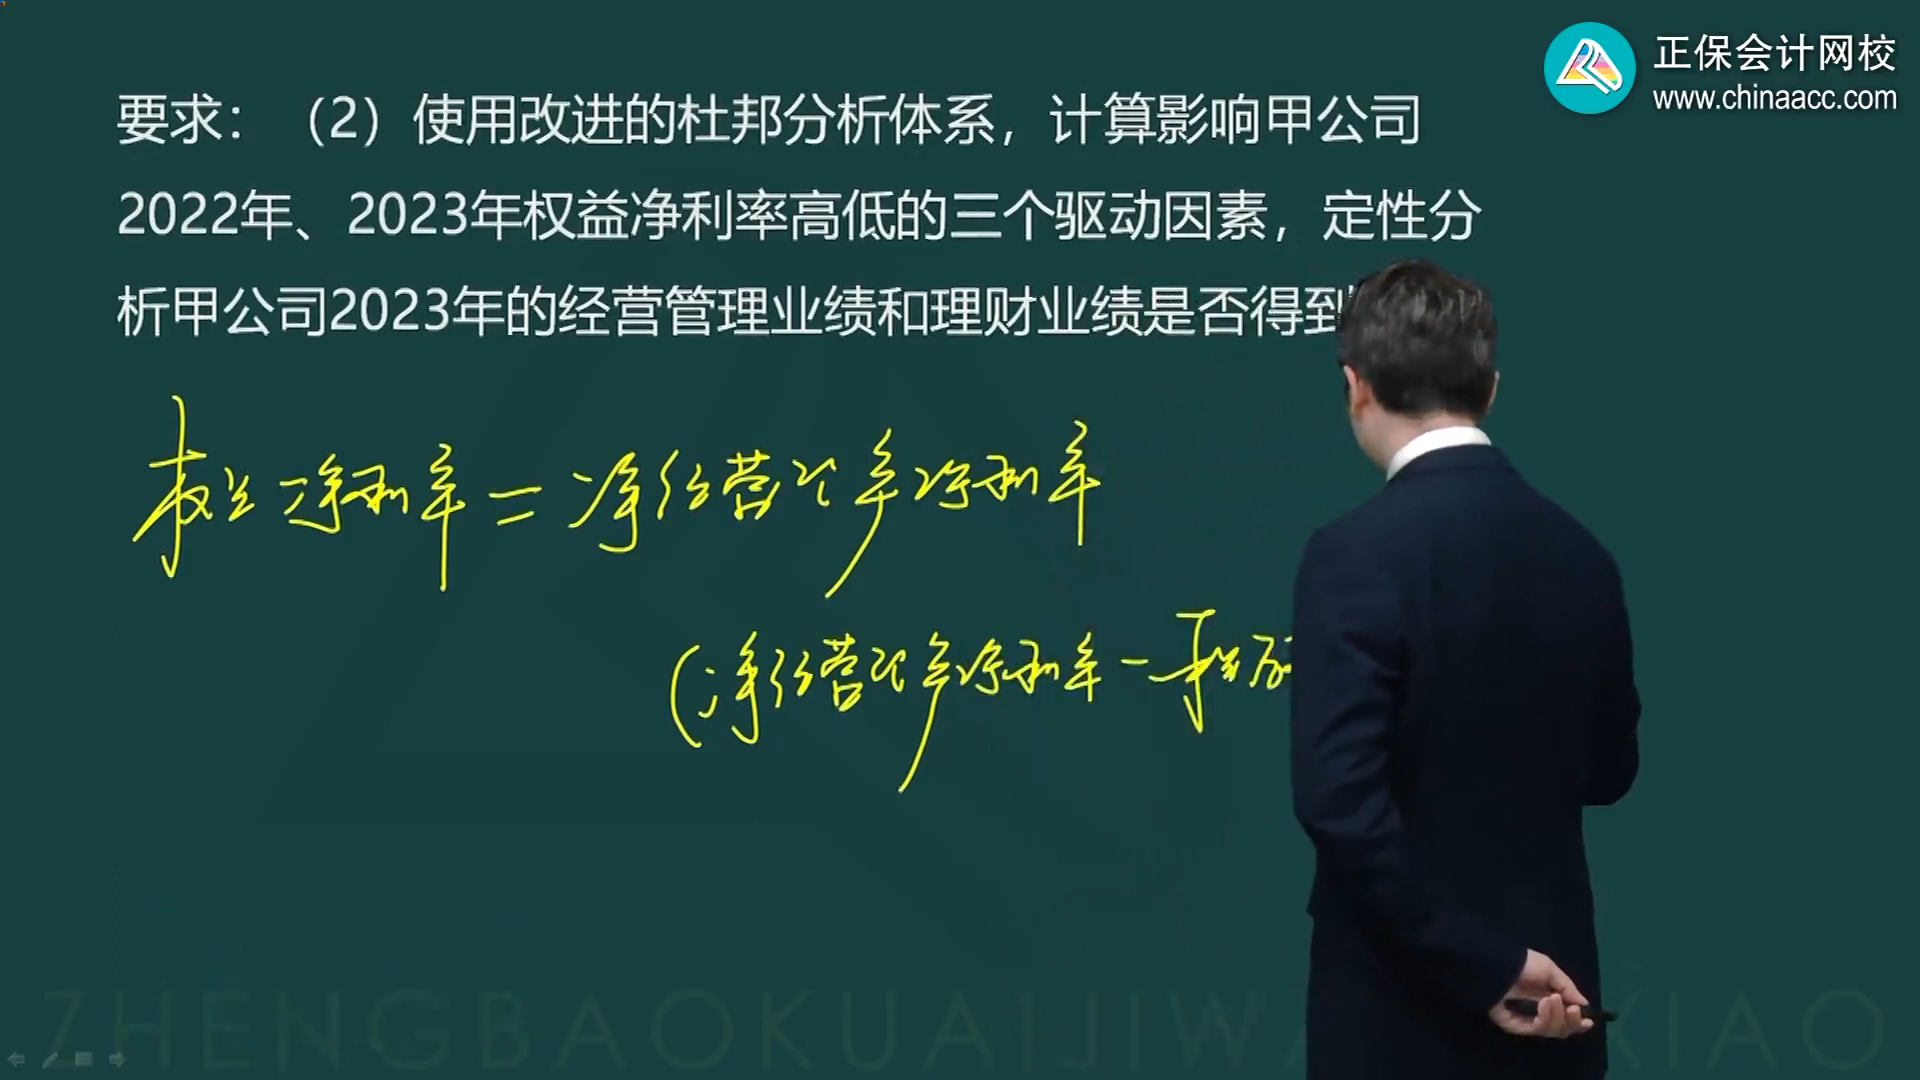 正保会计网校
www.chinaacc.com
要求：（2）使用改进的杜邦分析体系，计算影响甲公司
2022年、2023年权益净利率高低的三个驱动因素，定性分
析甲公司2023年的经营管理业绩和理财业绩是否得到
权益净利率=净经营资产净利率
(净经营资产净利率-税后
ZHENGBAOKUAIJIW XIAO